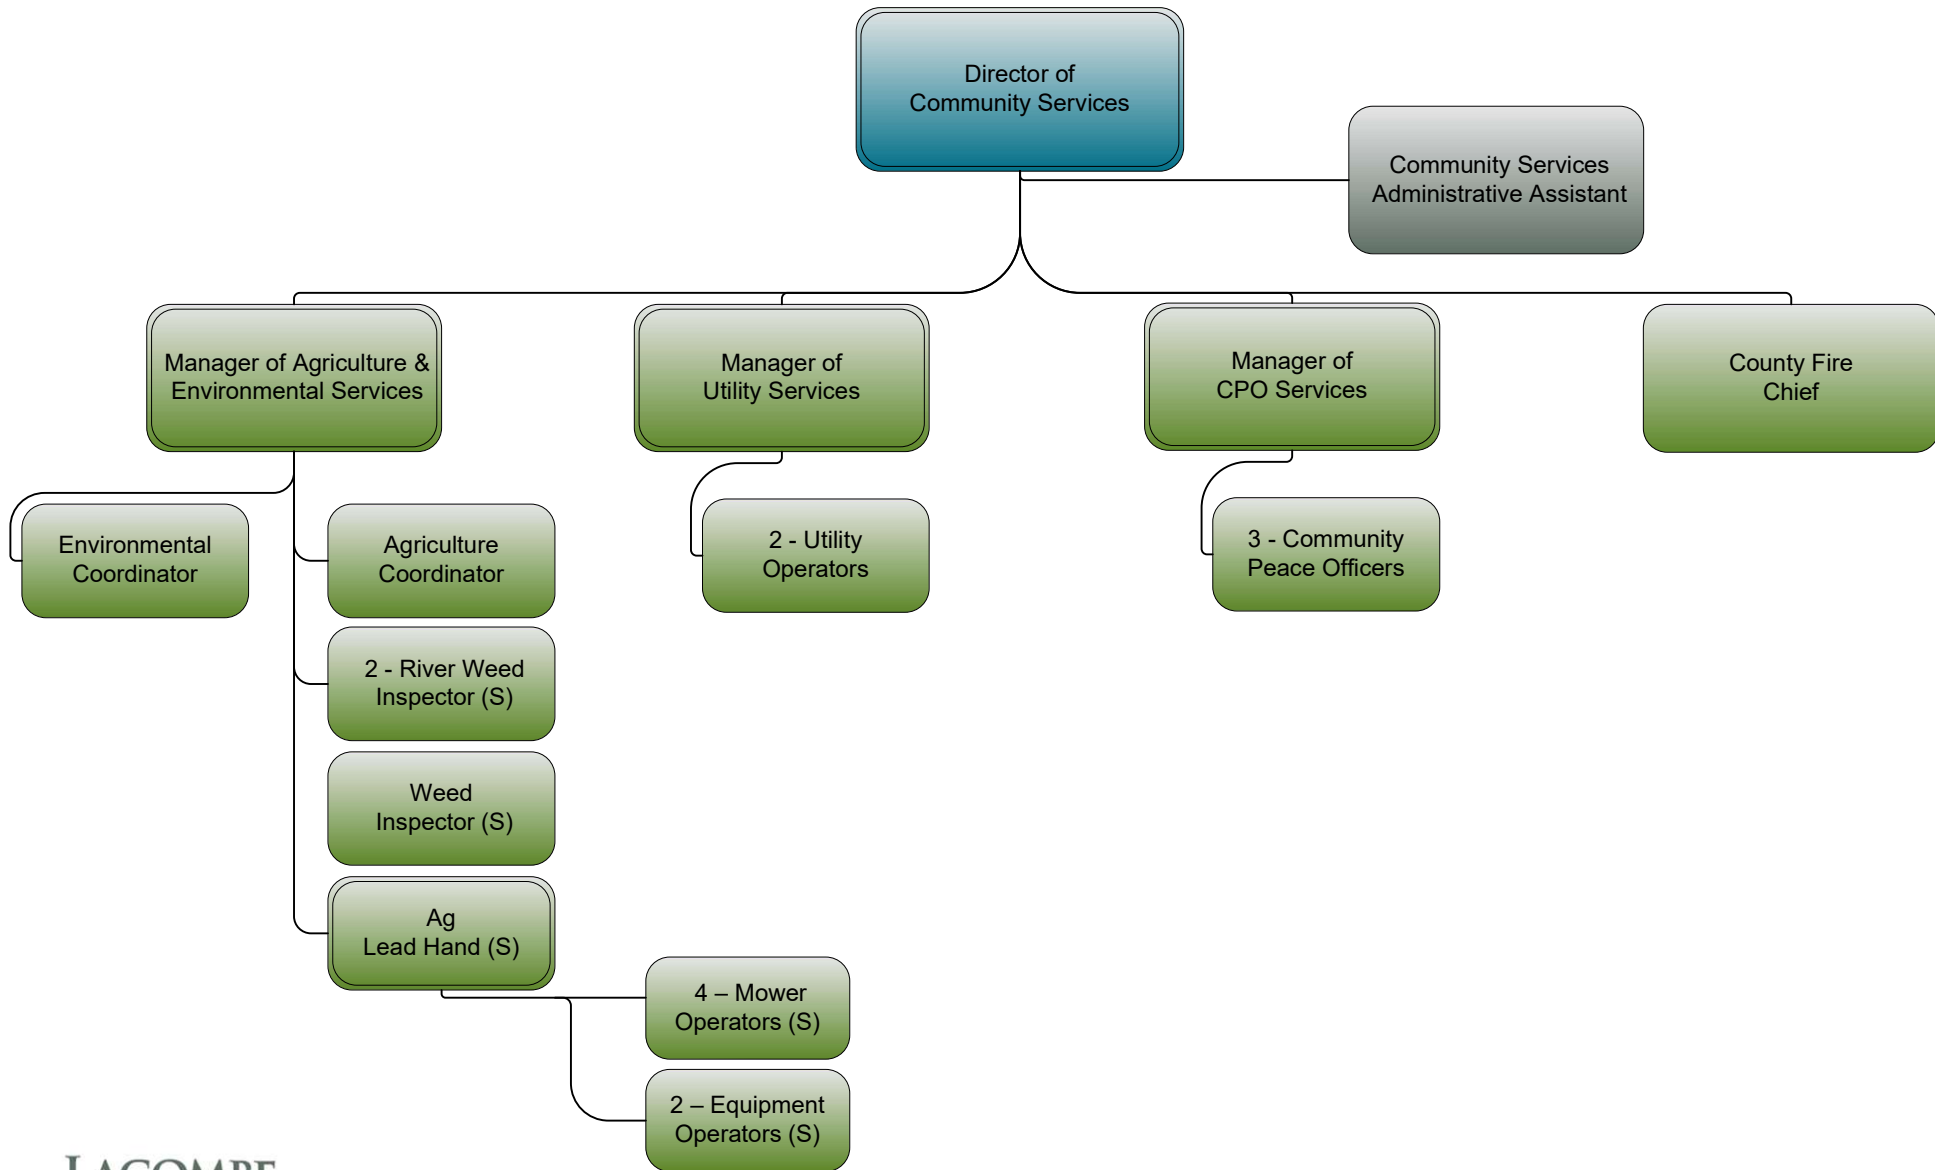 Director of
Community Services
Community Services
Administrative Assistant
Manager of Agriculture &
Environmental Services
Manager of
Utility Services
Manager of
CPO Services
County Fire
Chief
Environmental
Coordinator
Agriculture
Coordinator
2 - Utility
Operators
3 - Community
Peace Officers
2 - River Weed
Inspector (S)
Weed
Inspector (S)
Ag
Lead Hand (S)
4 – Mower
Operators (S)
2 – Equipment
Operators (S)
LACOMBE